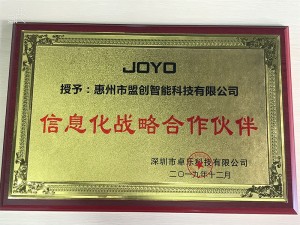 JOYO
授予：惠州市盟创智能科技有限公司
信息化战略合作伙伴
深圳市卓乐科技有限公司
二〇一九年十二月